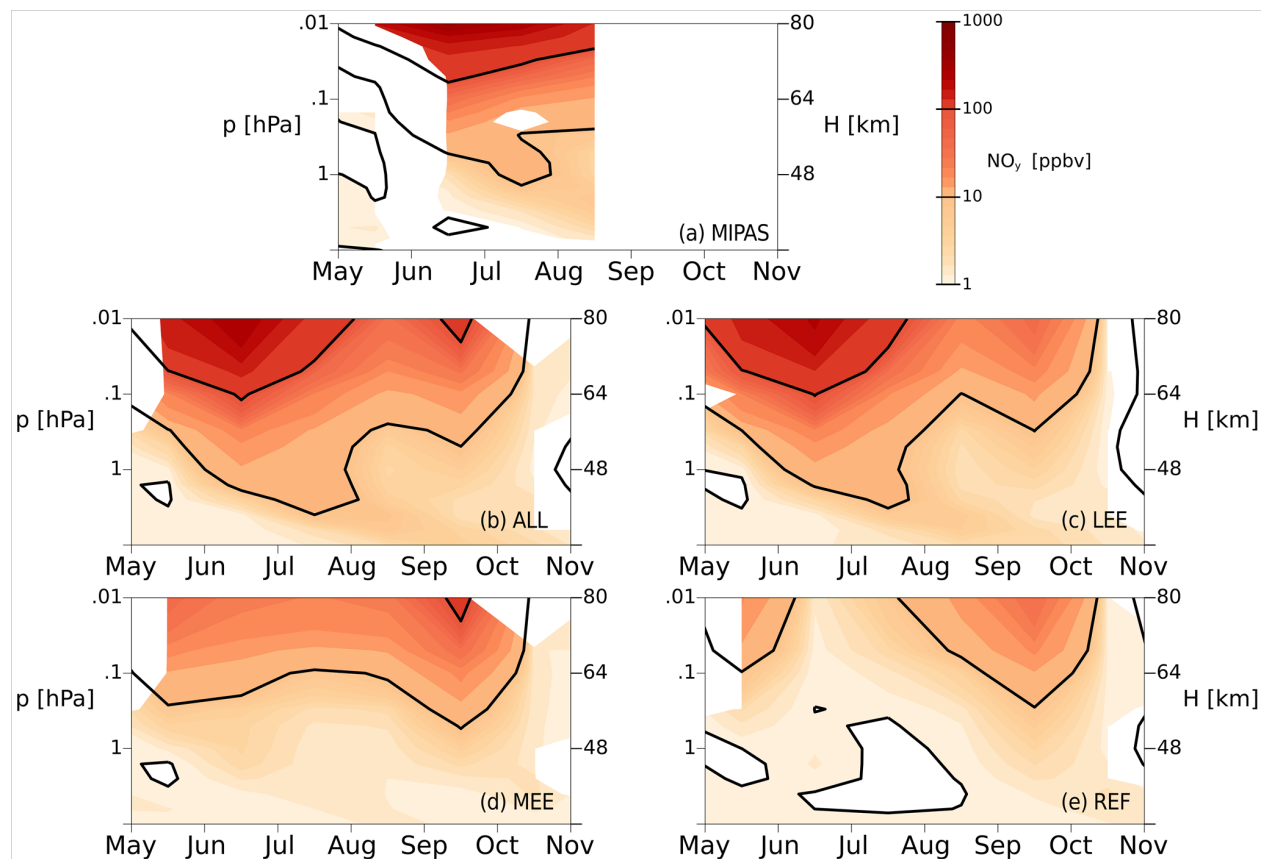 .01
.1
1
p [hPa]
80
64
48
H [km]
(a) MIPAS
May Jun Jul Aug Sep Oct Nov
1000
100
10
1
NOy [ppbv]
.01
.1
1
p [hPa]
80
64
48
(b) ALL
May Jun Jul Aug Sep Oct Nov
.01
.1
1
80
64
48
H [km]
(c) LEE
May Jun Jul Aug Sep Oct Nov
.01
.1
1
p [hPa]
80
64
48
(d) MEE
May Jun Jul Aug Sep Oct Nov
.01
.1
1
80
64
48
H [km]
(e) REF
May Jun Jul Aug Sep Oct Nov